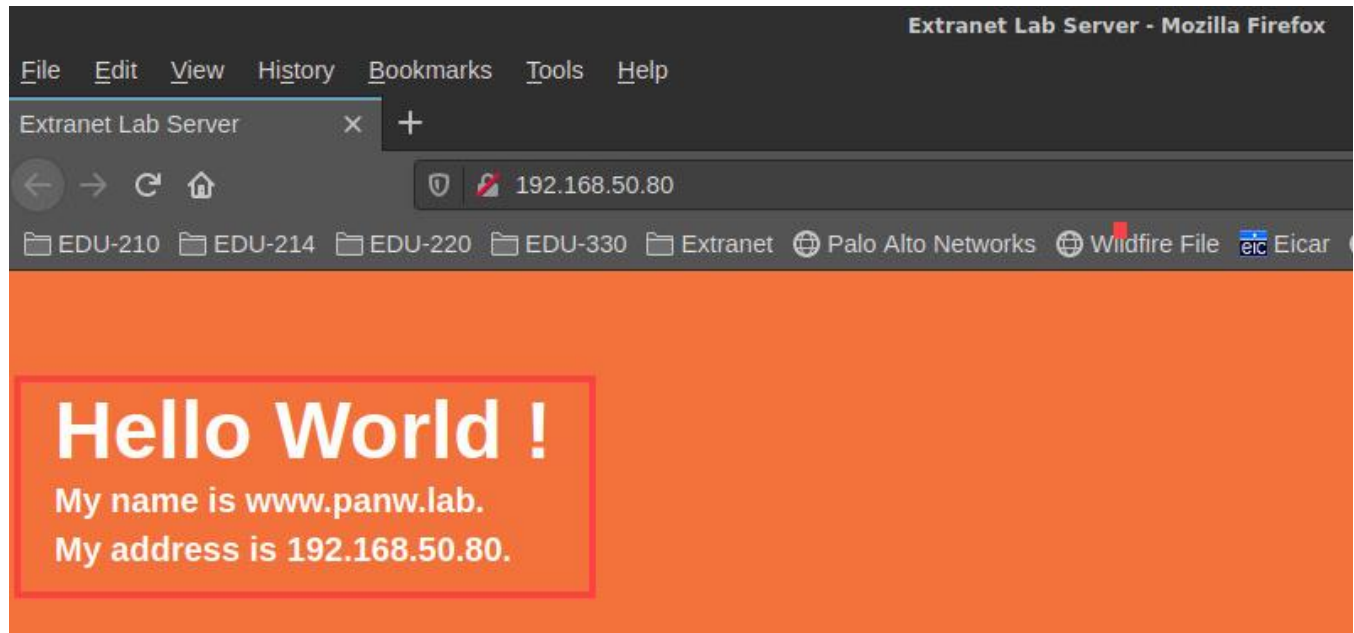 Extranet Lab Server - Mozilla Firefox
File Edit View History Bookmarks Tools Help
Extranet Lab Server
192.168.50.80
EDU-210 EDU-214 EDU-220 EDU-330 Extranet Palo Alto Networks Wildfire File eic Eicar
Hello World !
My name is www.panw.lab.
My address is 192.168.50.80.